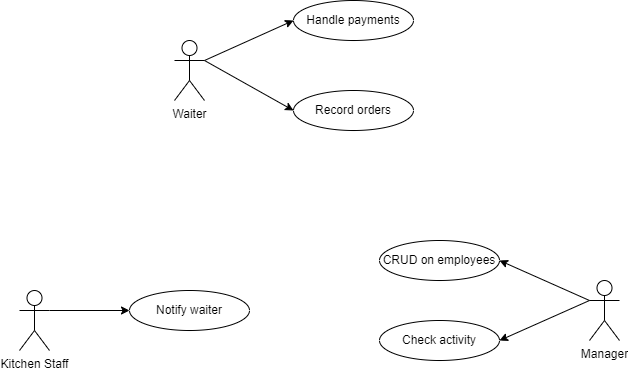 Handle payments
Record orders
Waiter
CRUD on employees
Notify waiter
Check activity
Manager
Kitchen Staff